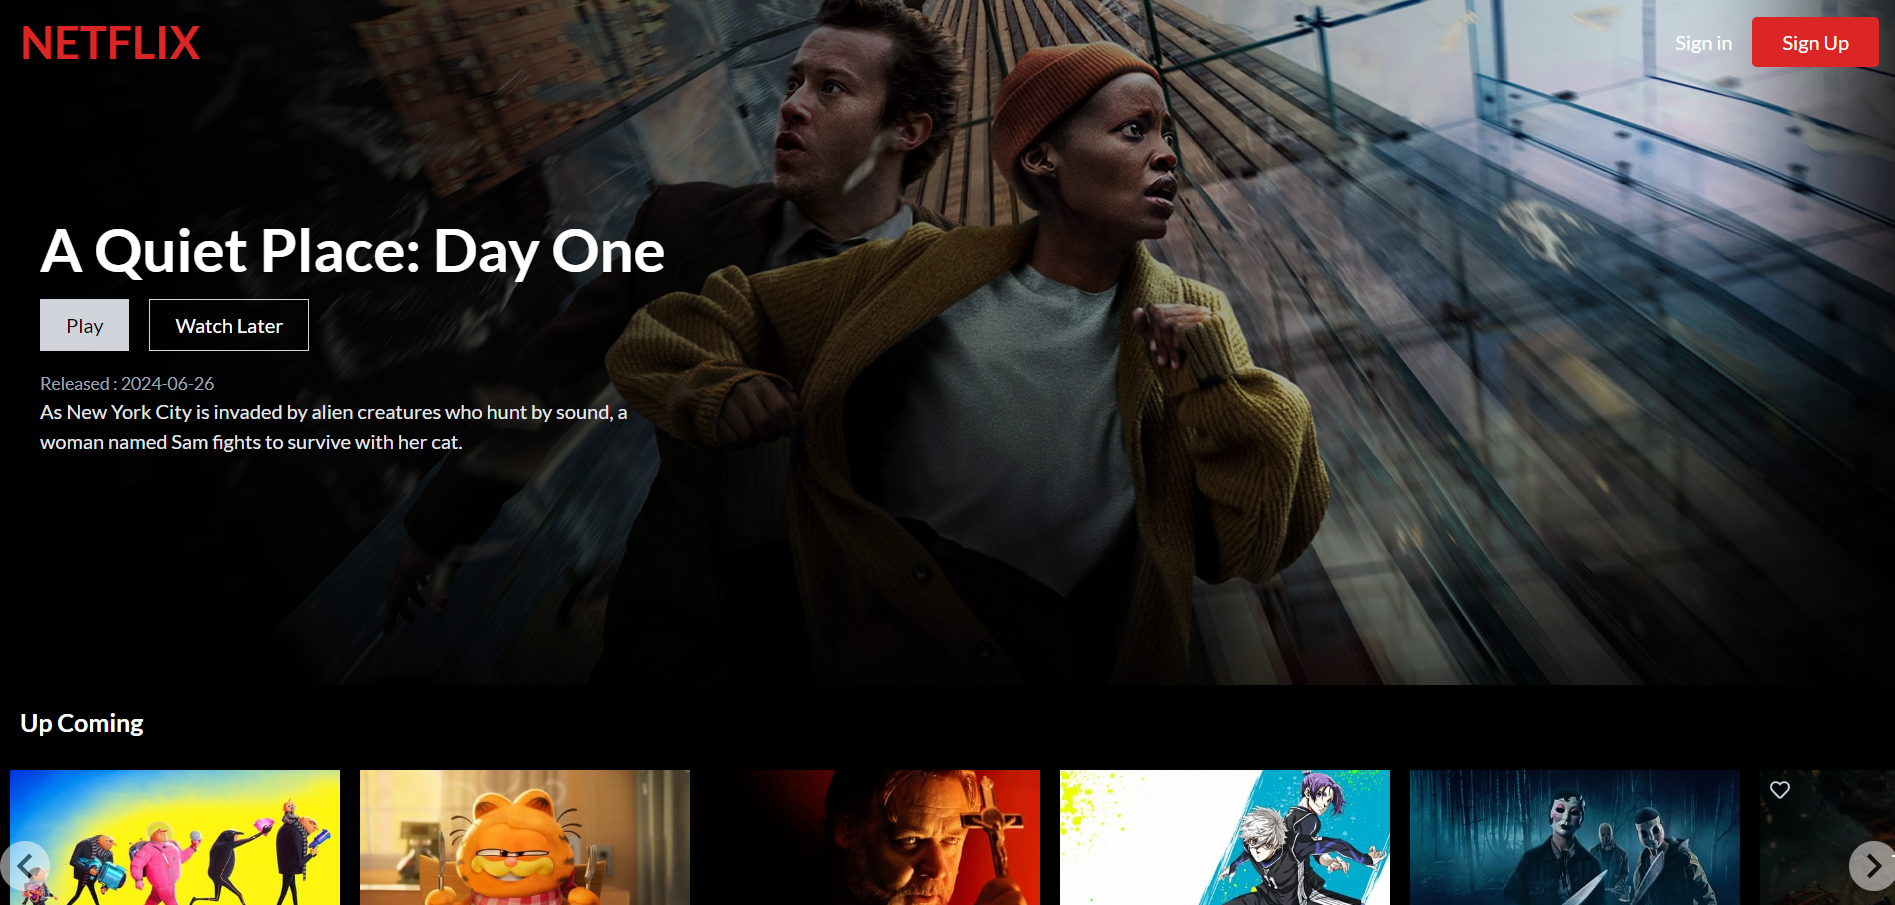 NETFLIX
Sign in
Sign Up
A Quiet Place: Day One
Play
Watch Later
Released : 2024-06-26
As New York City is invaded by alien creatures who hunt by sound, a
woman named Sam fights to survive with her cat.
Up Coming